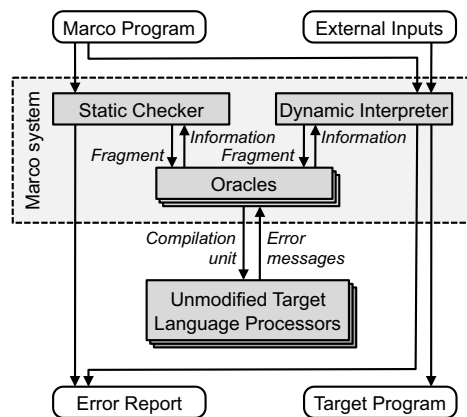 Marco Program
External Inputs
Marco system
Static Checker
Dynamic Interpreter
Fragment
Information
Fragment
Information
Oracles
Compilation
unit
Error
messages
Unmodified Target
Language Processors
Error Report
Target Program